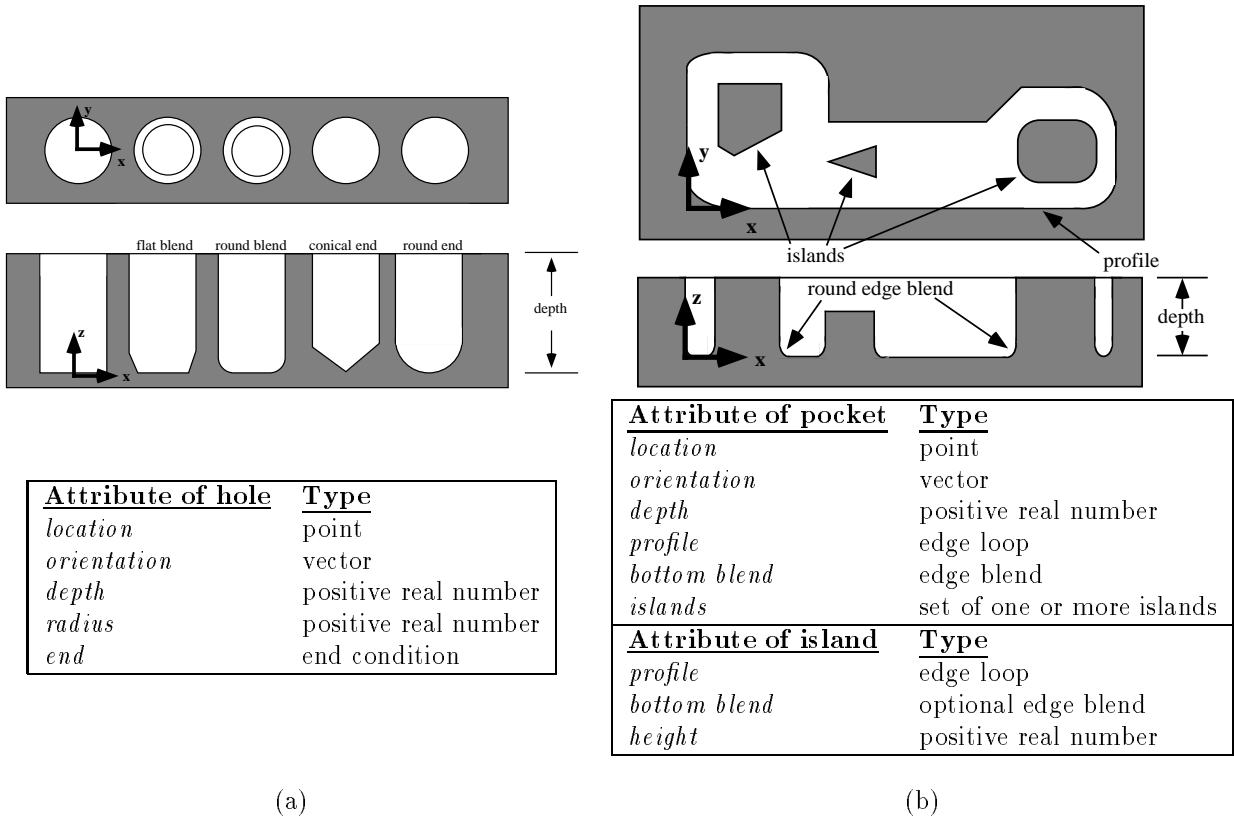 y
x
flat blend
round blend
conical end
round end
z
x
depth
Attribute of hole Type
location point
orientation vector
depth positive real number
radius positive real number
end end condition
(a)
y
x
islands
profile
round edge blend
z
x
depth
Attribute of pocket Type
location point
orientation vector
depth positive real number
profile edge loop
bottom blend edge blend
islands set of one or more islands
Attribute of island Type
profile edge loop
bottom blend optional edge blend
height positive real number
(b)